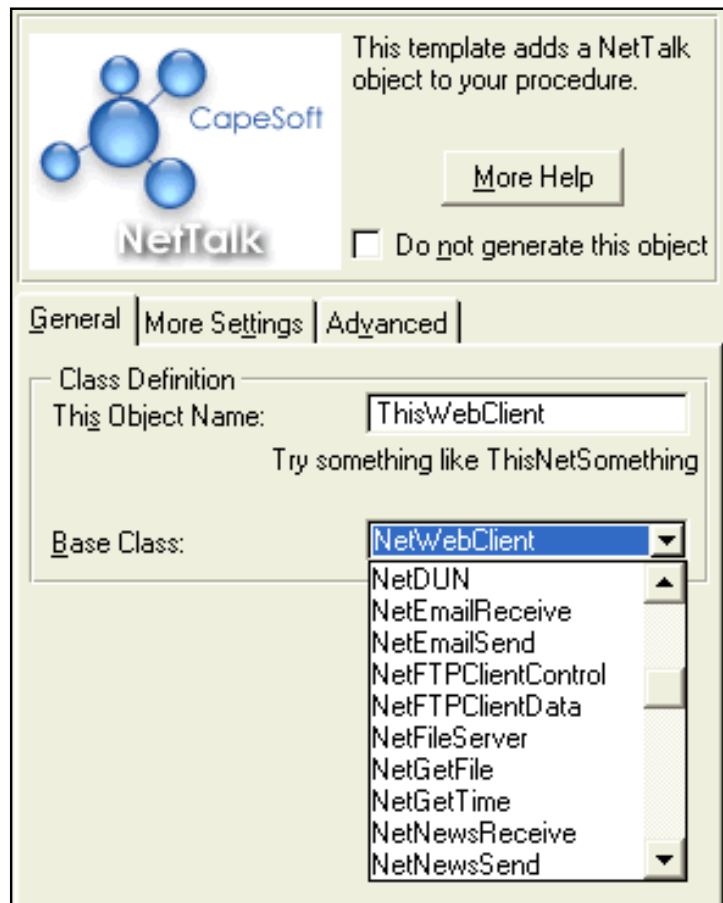 This template adds a NetTalk
object to your procedure.
CapeSoft
NetTalk
More Help
Do not generate this object
General
More Settings
Advanced
Class Definition
This Object Name:
ThisWebClient
Try something like ThisNetSomething
Base Class:
NetWebClient
NetDUN
NetEmailReceive
NetEmailSend
NetFTPClientControl
NetFTPClientData
NetFileServer
NetGetFile
NetGetTime
NetNewsReceive
NetNewsSend